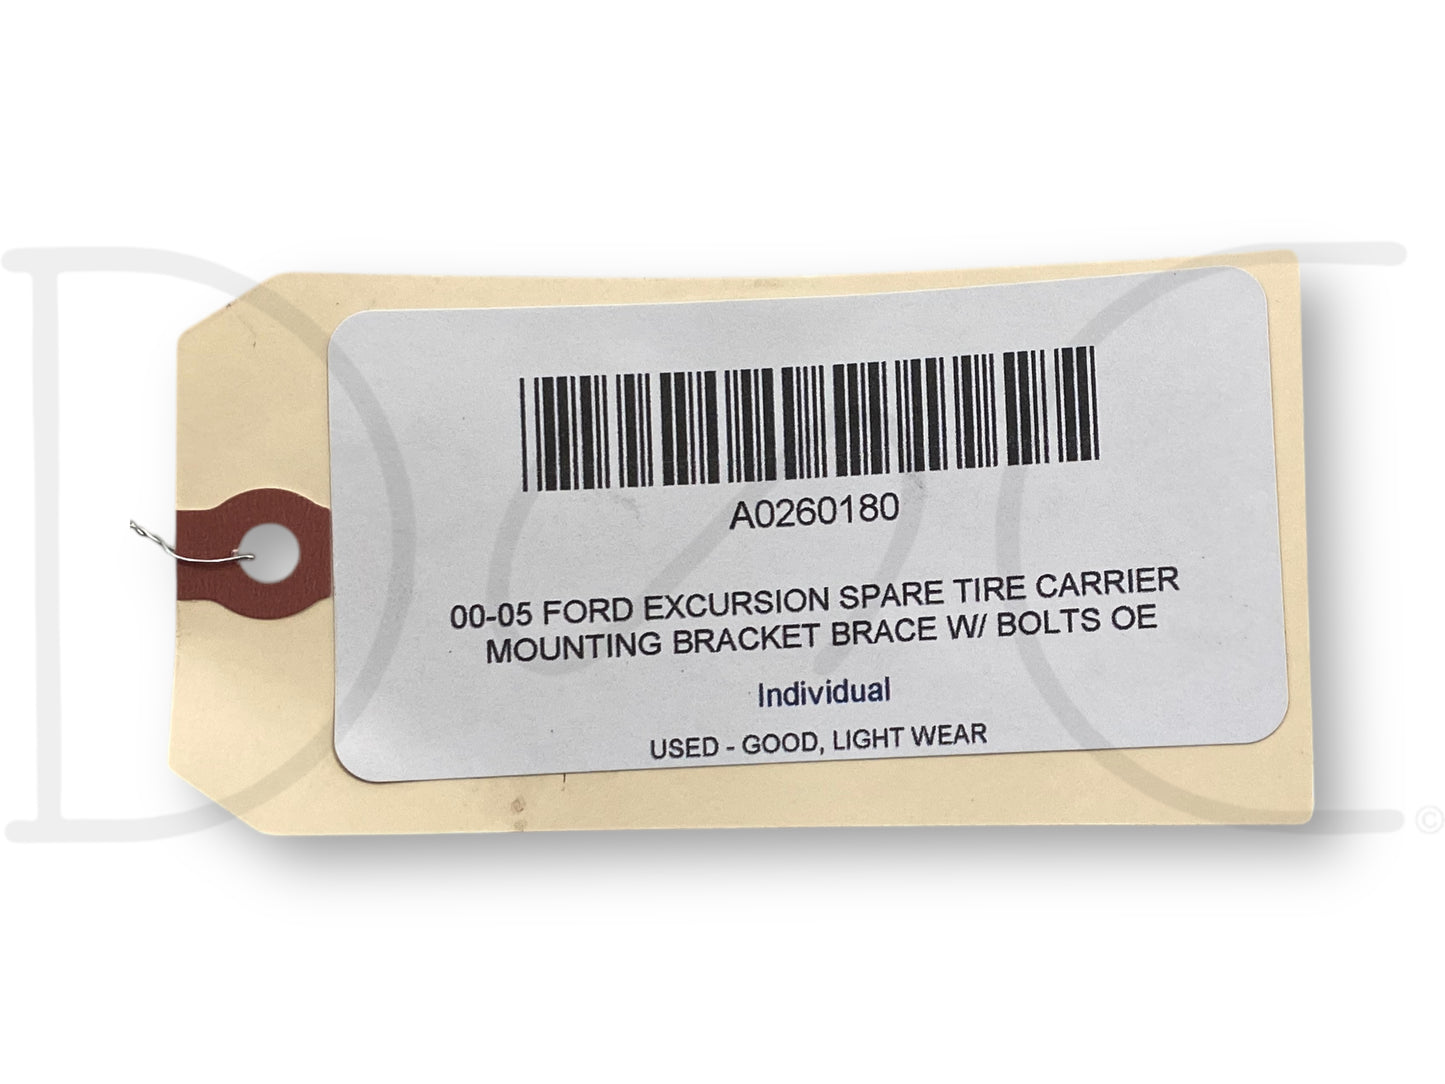 A0260180
00-05 FORD EXCURSION SPARE TIRE CARRIER
MOUNTING BRACKET BRACE W/ BOLTS OE
Individual
USED - GOOD, LIGHT WEAR
©